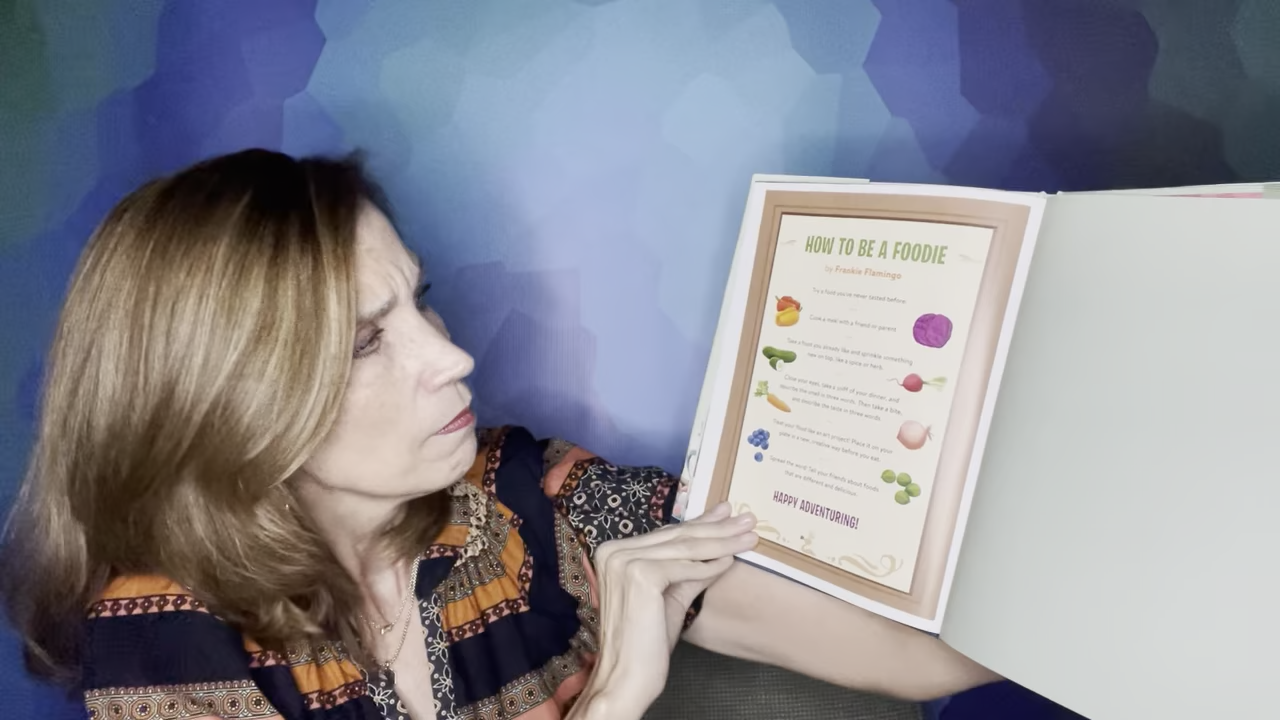 HOW TO BE A FOODIE
by Frankie Flamingo
Try a food you've never tasted before.
Cook a meal with a friend or parent.
Take a food you already like and sprinkle something
new on top, like a spice or herb.
Close your eyes, take a sniff of your dinner, and
describe the smell in three words. Then take a bite,
and describe the taste in three words.
Treat your food like an art project! Place it on your
plate in a new, creative way before you eat.
Spread the word! Tell your friends about foods
that are different and delicious.
HAPPY ADVENTURING!